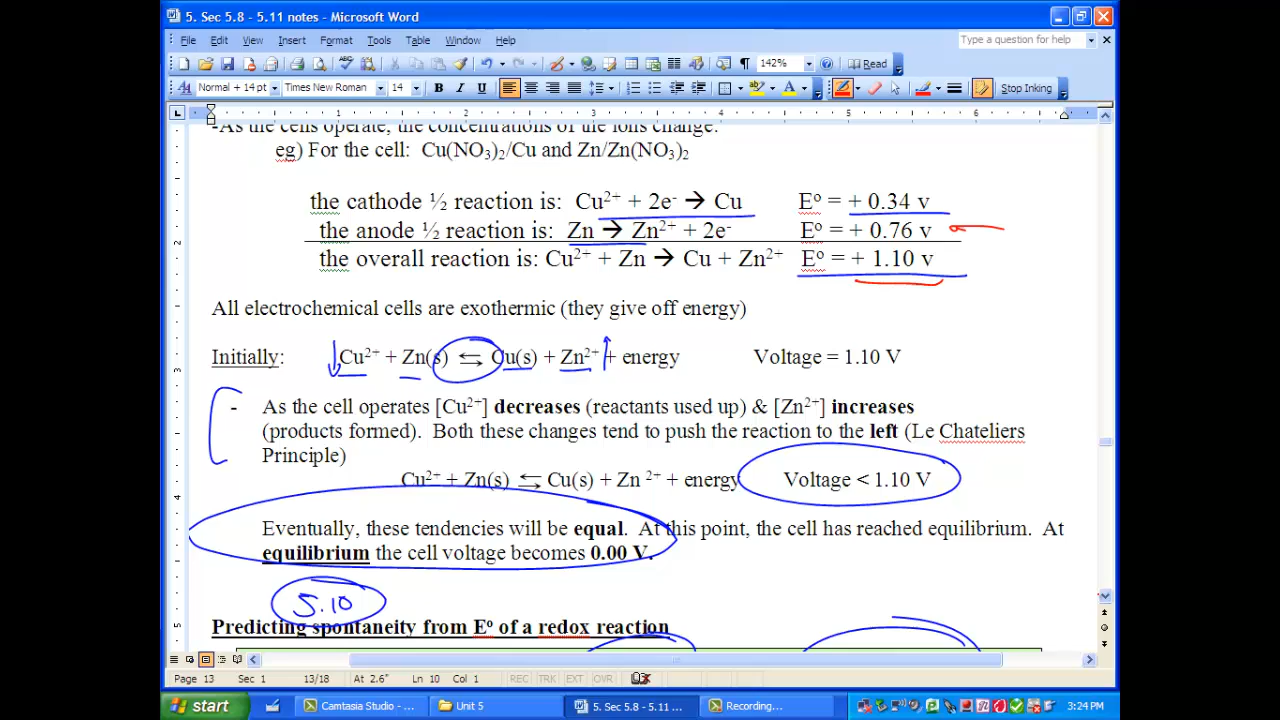 5. Sec 5.8 - 5.11 notes - Microsoft Word
File Edit View Insert Format Tools Table Window Help
Type a question for help
142% Read
Normon + 14 pt Times New Roman 14 B I U Stop Inking
1 2 3 4 5 6
-As the cells operate, the concentrations of the ions change.
eg) For the cell: Cu(NO₃)₂/Cu and Zn/Zn(NO₃)₂
the cathode ½ reaction is: Cu²⁺ + 2e⁻ → Cu E° = + 0.34 v
the anode ½ reaction is: Zn → Zn²⁺ + 2e⁻ E° = + 0.76 v
the overall reaction is: Cu²⁺ + Zn → Cu + Zn²⁺ E° = + 1.10 v
All electrochemical cells are exothermic (they give off energy)
Initially: Cu²⁺ + Zn(s) ⇆ Cu(s) + Zn²⁺ + energy Voltage = 1.10 V
- As the cell operates [Cu²⁺] decreases (reactants used up) & [Zn²⁺] increases
(products formed). Both these changes tend to push the reaction to the left (Le Chateliers
Principle)
Cu²⁺ + Zn(s) ⇆ Cu(s) + Zn ²⁺ + energy Voltage < 1.10 V
Eventually, these tendencies will be equal. At this point, the cell has reached equilibrium. At
equilibrium the cell voltage becomes 0.00 V.
5.10
Predicting spontaneity from E° of a redox reaction
Page 13 Sec 1 13/18 At 2.6" Ln 10 Col 1 REC TRK EXT OVR
start Camtasia Studio - ... Unit 5 5. Sec 5.8 - 5.11 no... Recording... 3:24 PM